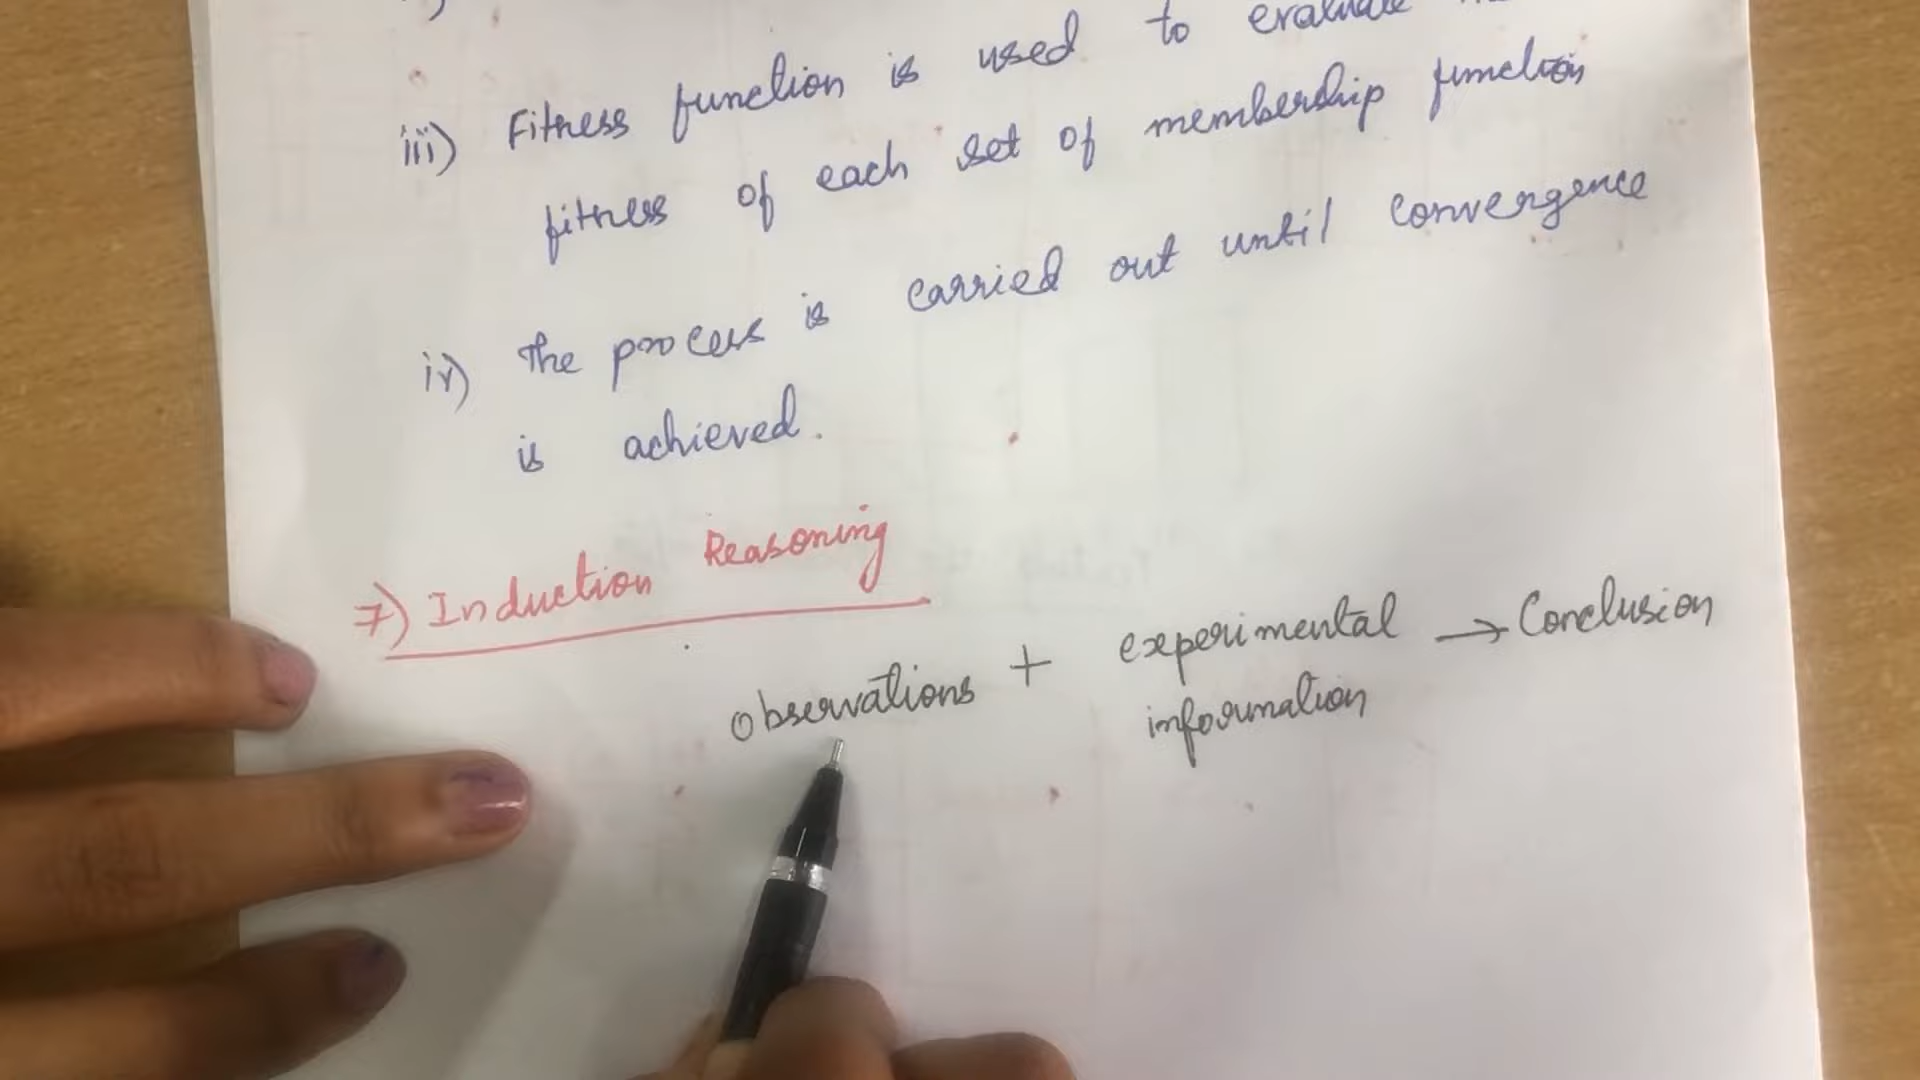 iii) Fitness function is used to evaluate
fitness of each set of membership function
iv) The process is carried out until convergence
is achieved.
7) Induction Reasoning
Observations + experimental → Conclusion
information